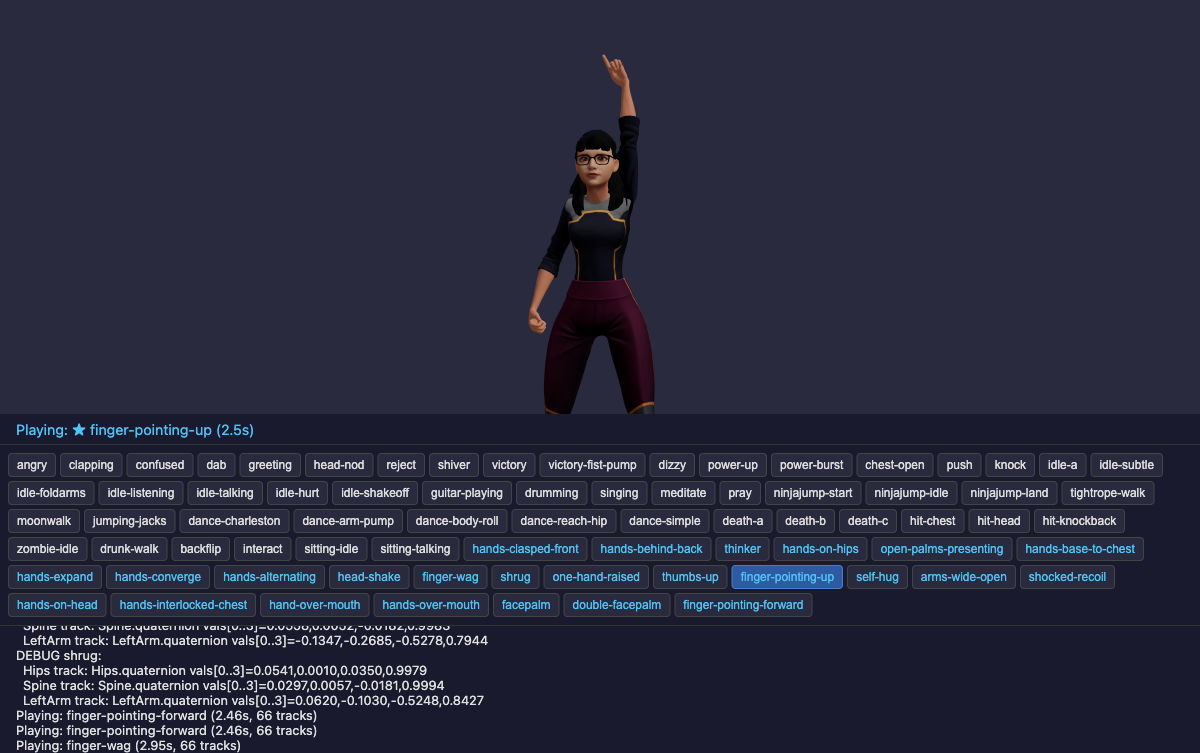 Playing: ★ finger-pointing-up (2.5s)
angry clapping confused dab greeting head-nod reject shiver victory victory-fist-pump dizzy power-up power-burst chest-open push knock idle-a idle-subtle
idle-foldarms idle-listening idle-talking idle-hurt idle-shakeoff guitar-playing drumming singing meditate pray ninjajump-start ninjajump-idle ninjajump-land tightrope-walk
moonwalk jumping-jacks dance-charleston dance-arm-pump dance-body-roll dance-reach-hip dance-simple death-a death-b death-c hit-chest hit-head hit-knockback
zombie-idle drunk-walk backflip interact sitting-idle sitting-talking hands-clasped-front hands-behind-back thinker hands-on-hips open-palms-presenting hands-base-to-chest
hands-expand hands-converge hands-alternating head-shake finger-wag shrug one-hand-raised thumbs-up finger-pointing-up self-hug arms-wide-open shocked-recoil
hands-on-head hands-interlocked-chest hand-over-mouth hands-over-mouth facepalm double-facepalm finger-pointing-forward
Spine track: Spine.quaternion
LeftArm track: LeftArm.quaternion vals[0..3]=-0.1347,-0.2685,-0.5278,0.7944
DEBUG shrug:
Hips track: Hips.quaternion vals[0..3]=0.0541,0.0010,0.0350,0.9979
Spine track: Spine.quaternion vals[0..3]=0.0297,0.0057,-0.0181,0.9994
LeftArm track: LeftArm.quaternion vals[0..3]=0.0620,-0.1030,-0.5248,0.8427
Playing: finger-pointing-forward (2.46s, 66 tracks)
Playing: finger-pointing-forward (2.46s, 66 tracks)
Playing: finger-wag (2.95s, 66 tracks)